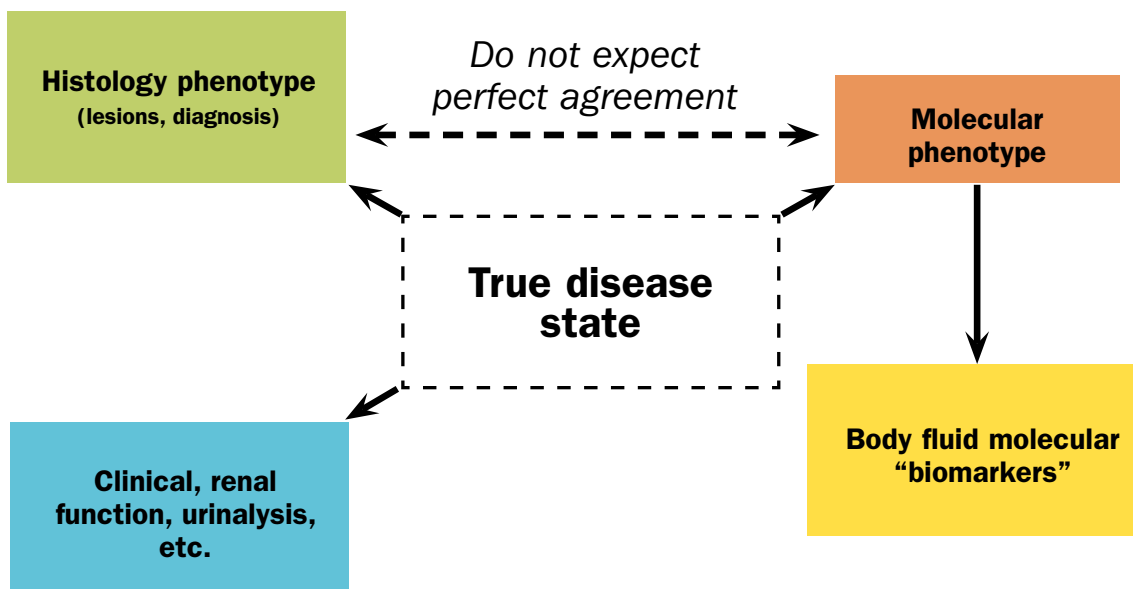 Histology phenotype
(lesions, diagnosis)
Do not expect
perfect agreement
Molecular
phenotype
True disease
state
Clinical, renal
function, urinalysis,
etc.
Body fluid molecular
“biomarkers”